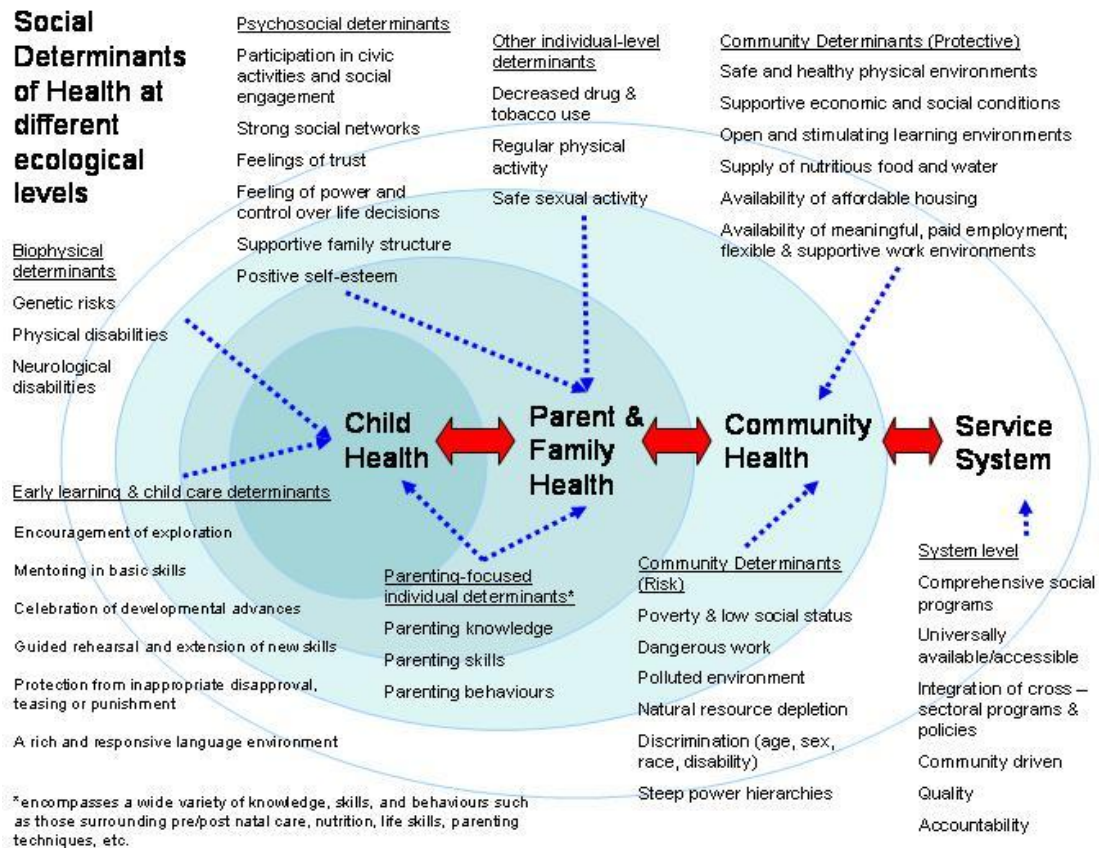 Social
Determinants
of Health at
different
ecological
levels
Psychosocial determinants
Participation in civic
activities and social
engagement
Strong social networks
Feelings of trust
Feeling of power and
control over life decisions
Supportive family structure
Positive self-esteem
Other individual-level
determinants
Decreased drug &
tobacco use
Regular physical
activity
Safe sexual activity
Community Determinants (Protective)
Safe and healthy physical environments
Supportive economic and social conditions
Open and stimulating learning environments
Supply of nutritious food and water
Availability of affordable housing
Availability of meaningful, paid employment;
flexible & supportive work environments
Biophysical
determinants
Genetic risks
Physical disabilities
Neurological
disabilities
Child
Health
Parent &
Family
Health
Community
Health
Service
System
Early learning & child care determinants
Encouragement of exploration
Mentoring in basic skills
Celebration of developmental advances
Guided rehearsal and extension of new skills
Protection from inappropriate disapproval,
teasing or punishment
A rich and responsive language environment
Parenting-focused
individual determinants*
Parenting knowledge
Parenting skills
Parenting behaviours
Community Determinants
(Risk)
Poverty & low social status
Dangerous work
Polluted environment
Natural resource depletion
Discrimination (age, sex,
race, disability)
Steep power hierarchies
System level
Comprehensive social
programs
Universally
available/accessible
Integration of cross –
sectoral programs &
policies
Community driven
Quality
Accountability
*encompasses a wide variety of knowledge, skills, and behaviours such
as those surrounding pre/post natal care, nutrition, life skills, parenting
techniques, etc.